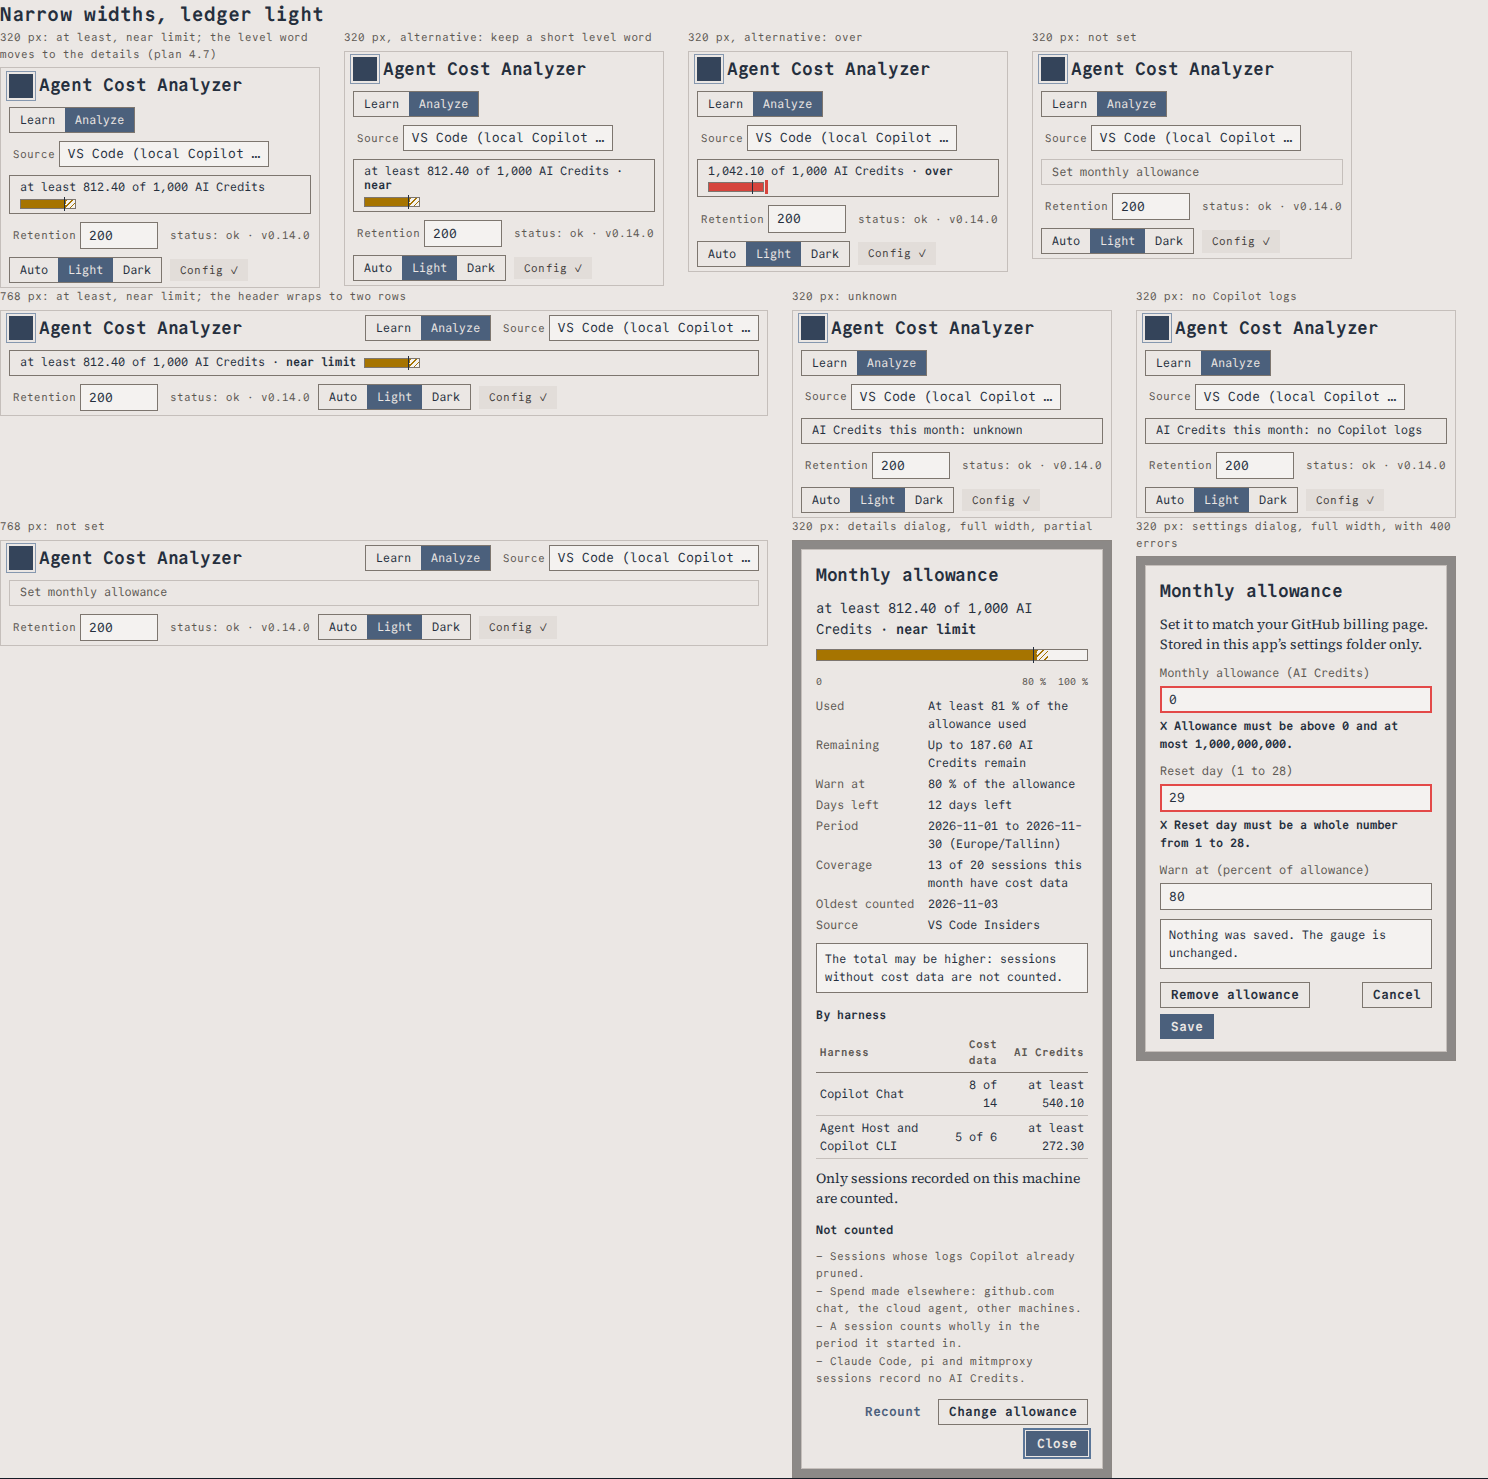 Narrow widths, ledger light
320 px: at least, near limit; the level word
moves to the details (plan 4.7)
Agent Cost Analyzer
Learn Analyze
Source VS Code (local Copilot …
at least 812.40 of 1,000 AI Credits
Retention 200 status: ok · v0.14.0
Auto Light Dark Config ✓
320 px, alternative: keep a short level word
Agent Cost Analyzer
Learn Analyze
Source VS Code (local Copilot …
at least 812.40 of 1,000 AI Credits ·
near
Retention 200 status: ok · v0.14.0
Auto Light Dark Config ✓
320 px, alternative: over
Agent Cost Analyzer
Learn Analyze
Source VS Code (local Copilot …
1,042.10 of 1,000 AI Credits · over
Retention 200 status: ok · v0.14.0
Auto Light Dark Config ✓
320 px: not set
Agent Cost Analyzer
Learn Analyze
Source VS Code (local Copilot …
Set monthly allowance
Retention 200 status: ok · v0.14.0
Auto Light Dark Config ✓
768 px: at least, near limit; the header wraps to two rows
Agent Cost Analyzer Learn Analyze Source VS Code (local Copilot …
at least 812.40 of 1,000 AI Credits · near limit
Retention 200 status: ok · v0.14.0 Auto Light Dark Config ✓
320 px: unknown
Agent Cost Analyzer
Learn Analyze
Source VS Code (local Copilot …
AI Credits this month: unknown
Retention 200 status: ok · v0.14.0
Auto Light Dark Config ✓
320 px: no Copilot logs
Agent Cost Analyzer
Learn Analyze
Source VS Code (local Copilot …
AI Credits this month: no Copilot logs
Retention 200 status: ok · v0.14.0
Auto Light Dark Config ✓
768 px: not set
Agent Cost Analyzer Learn Analyze Source VS Code (local Copilot …
Set monthly allowance
Retention 200 status: ok · v0.14.0 Auto Light Dark Config ✓
320 px: details dialog, full width, partial
Monthly allowance
at least 812.40 of 1,000 AI
Credits · near limit
0 80 % 100 %
Used At least 81 % of the
allowance used
Remaining Up to 187.60 AI
Credits remain
Warn at 80 % of the allowance
Days left 12 days left
Period 2026-11-01 to 2026-11-
30 (Europe/Tallinn)
Coverage 13 of 20 sessions this
month have cost data
Oldest counted 2026-11-03
Source VS Code Insiders
The total may be higher: sessions
without cost data are not counted.
By harness
Harness Cost data AI Credits
Copilot Chat 8 of 14 at least 540.10
Agent Host and Copilot CLI 5 of 6 at least 272.30
Only sessions recorded on this machine
are counted.
Not counted
– Sessions whose logs Copilot already
pruned.
– Spend made elsewhere: github.com
chat, the cloud agent, other machines.
– A session counts wholly in the
period it started in.
– Claude Code, pi and mitmproxy
sessions record no AI Credits.
Recount Change allowance
Close
320 px: settings dialog, full width, with 400
errors
Monthly allowance
Set it to match your GitHub billing page.
Stored in this app’s settings folder only.
Monthly allowance (AI Credits)
0
X Allowance must be above 0 and at
most 1,000,000,000.
Reset day (1 to 28)
29
X Reset day must be a whole number
from 1 to 28.
Warn at (percent of allowance)
80
Nothing was saved. The gauge is
unchanged.
Remove allowance Cancel
Save